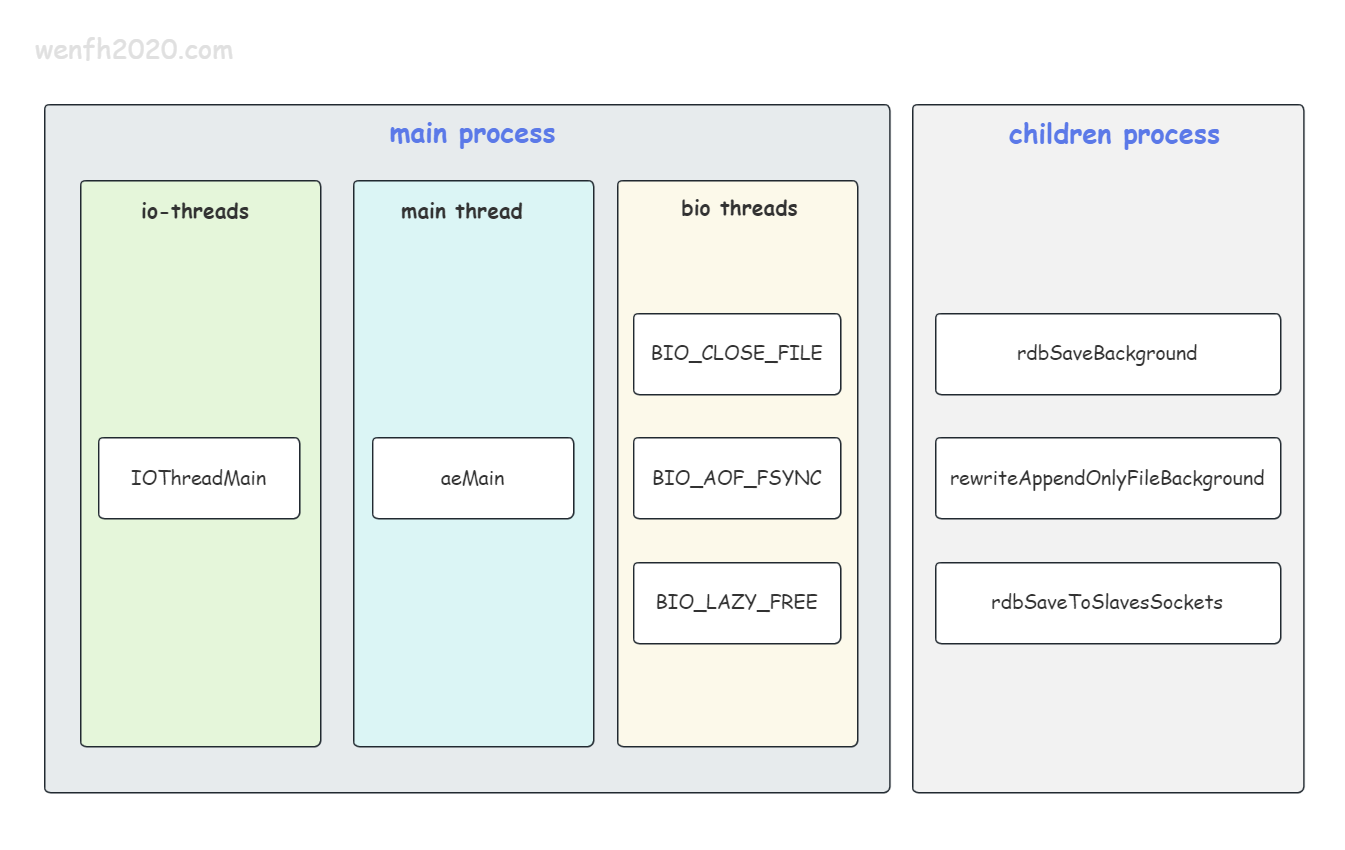 wenfh2020.com
main process
io-threads
IOThreadMain
main thread
aeMain
bio threads
BIO_CLOSE_FILE
BIO_AOF_FSYNC
BIO_LAZY_FREE
children process
rdbSaveBackground
rewriteAppendOnlyFileBackground
rdbSaveToSlavesSockets